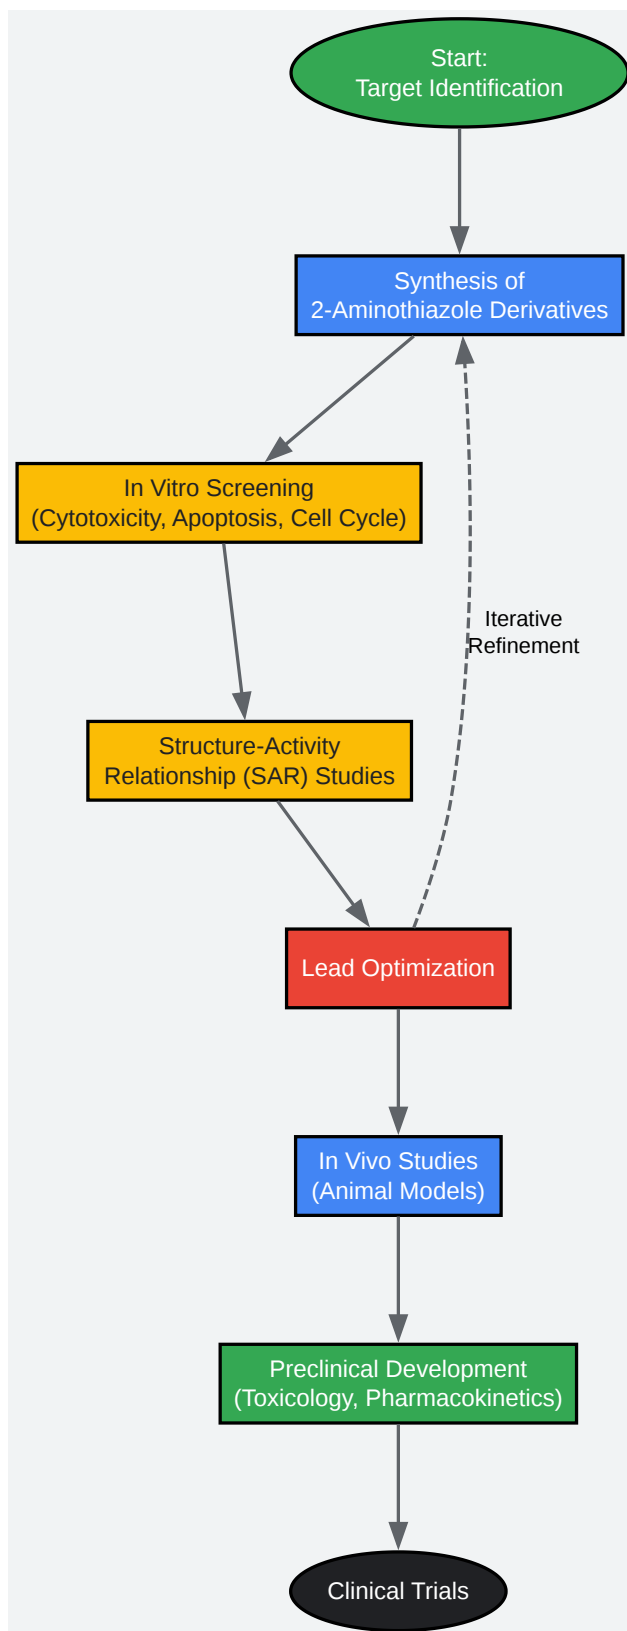 Start:
Target Identification
Synthesis of
2-Aminothiazole Derivatives
In Vitro Screening
(Cytotoxicity, Apoptosis, Cell Cycle)
Iterative
Refinement
Structure-Activity
Relationship (SAR) Studies
Lead Optimization
In Vivo Studies
(Animal Models)
Preclinical Development
(Toxicology, Pharmacokinetics)
Clinical Trials